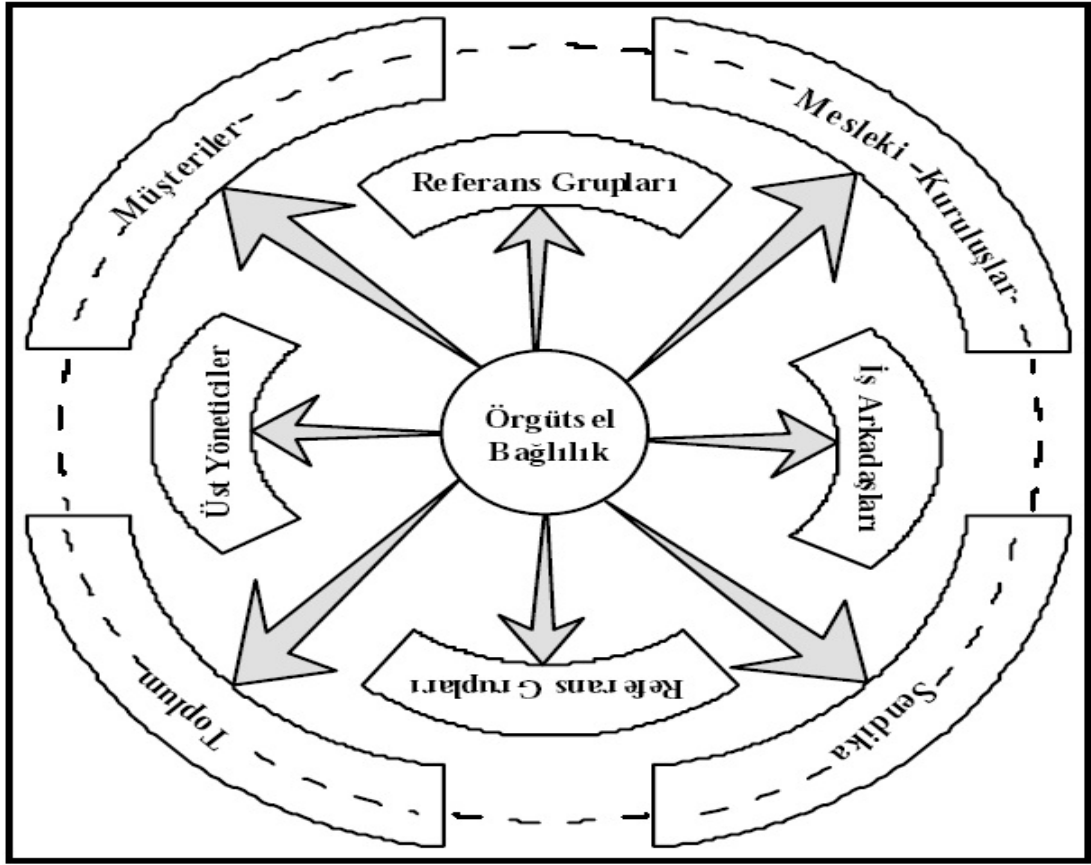 Müşteriler
Mesleki Kuruluşlar
Referans Grupları
Üst Yöneticiler
Örgütsel
Bağlılık
İş Arkadaşları
Referans Grupları
Toplum
Sendika